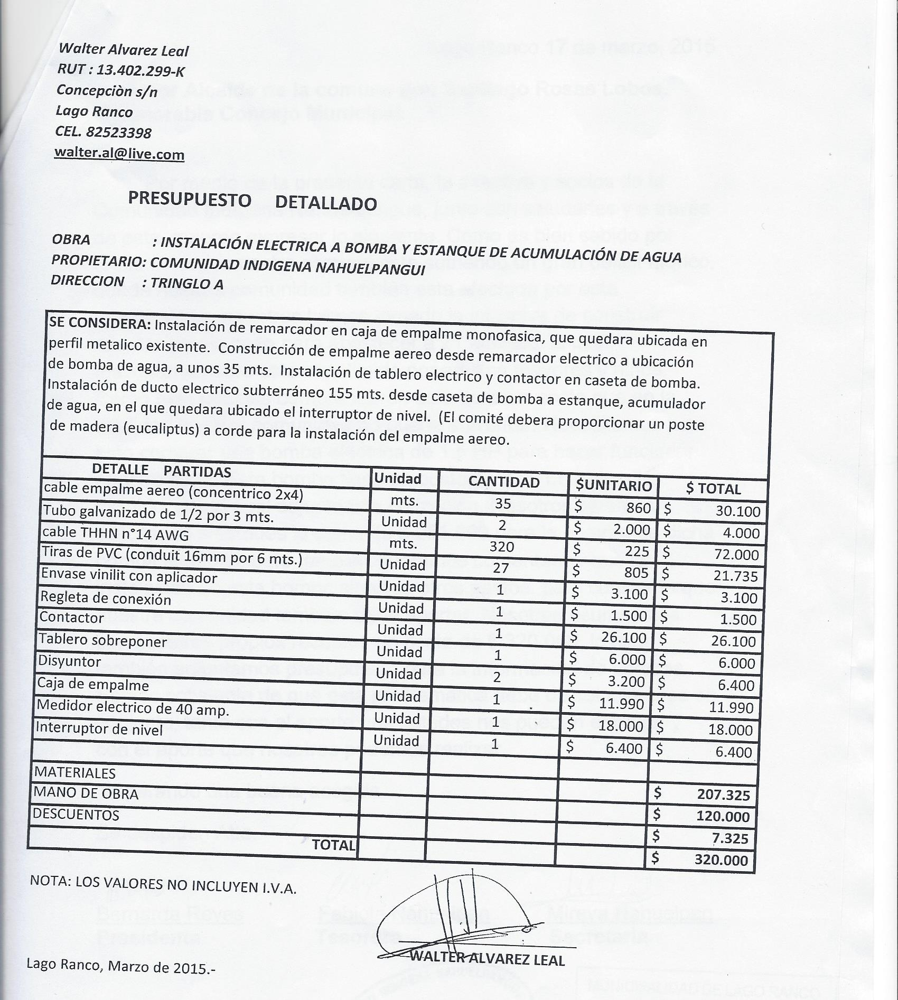 Walter Alvarez Leal
RUT : 13.402.299-K
Concepciòn s/n
Lago Ranco
CEL. 82523398
walter.al@live.com
PRESUPUESTO DETALLADO
OBRA : INSTALACIÓN ELECTRICA A BOMBA Y ESTANQUE DE ACUMULACIÓN DE AGUA
PROPIETARIO: COMUNIDAD INDIGENA NAHUELPANGUI
DIRECCION : TRINGLO A
SE CONSIDERA: Instalación de remarcador en caja de empalme monofasica, que quedara ubicada en
perfil metalico existente. Construcción de empalme aereo desde remarcador electrico a ubicación
de bomba de agua, a unos 35 mts. Instalación de tablero electrico y contactor en caseta de bomba.
Instalación de ducto electrico subterráneo 155 mts. desde caseta de bomba a estanque, acumulador
de agua, en el que quedara ubicado el interruptor de nivel. (El comité debera proporcionar un poste
de madera (eucaliptus) a corde para la instalación del empalme aereo.
DETALLE PARTIDAS Unidad CANTIDAD $UNITARIO $ TOTAL
cable empalme aereo (concentrico 2x4) mts. 35 $ 860 $ 30.100
Tubo galvanizado de 1/2 por 3 mts. Unidad 2 $ 2.000 $ 4.000
cable THHN n°14 AWG mts. 320 $ 225 $ 72.000
Tiras de PVC (conduit 16mm por 6 mts.) Unidad 27 $ 805 $ 21.735
Envase vinilit con aplicador Unidad 1 $ 3.100 $ 3.100
Regleta de conexión Unidad 1 $ 1.500 $ 1.500
Contactor Unidad 1 $ 26.100 $ 26.100
Tablero sobreponer Unidad 1 $ 6.000 $ 6.000
Disyuntor Unidad 2 $ 3.200 $ 6.400
Caja de empalme Unidad 1 $ 11.990 $ 11.990
Medidor electrico de 40 amp. Unidad 1 $ 18.000 $ 18.000
Interruptor de nivel Unidad 1 $ 6.400 $ 6.400
MATERIALES $ 207.325
MANO DE OBRA $ 120.000
DESCUENTOS $ 7.325
TOTAL $ 320.000
NOTA: LOS VALORES NO INCLUYEN I.V.A.
WALTER ALVAREZ LEAL
Lago Ranco, Marzo de 2015.-